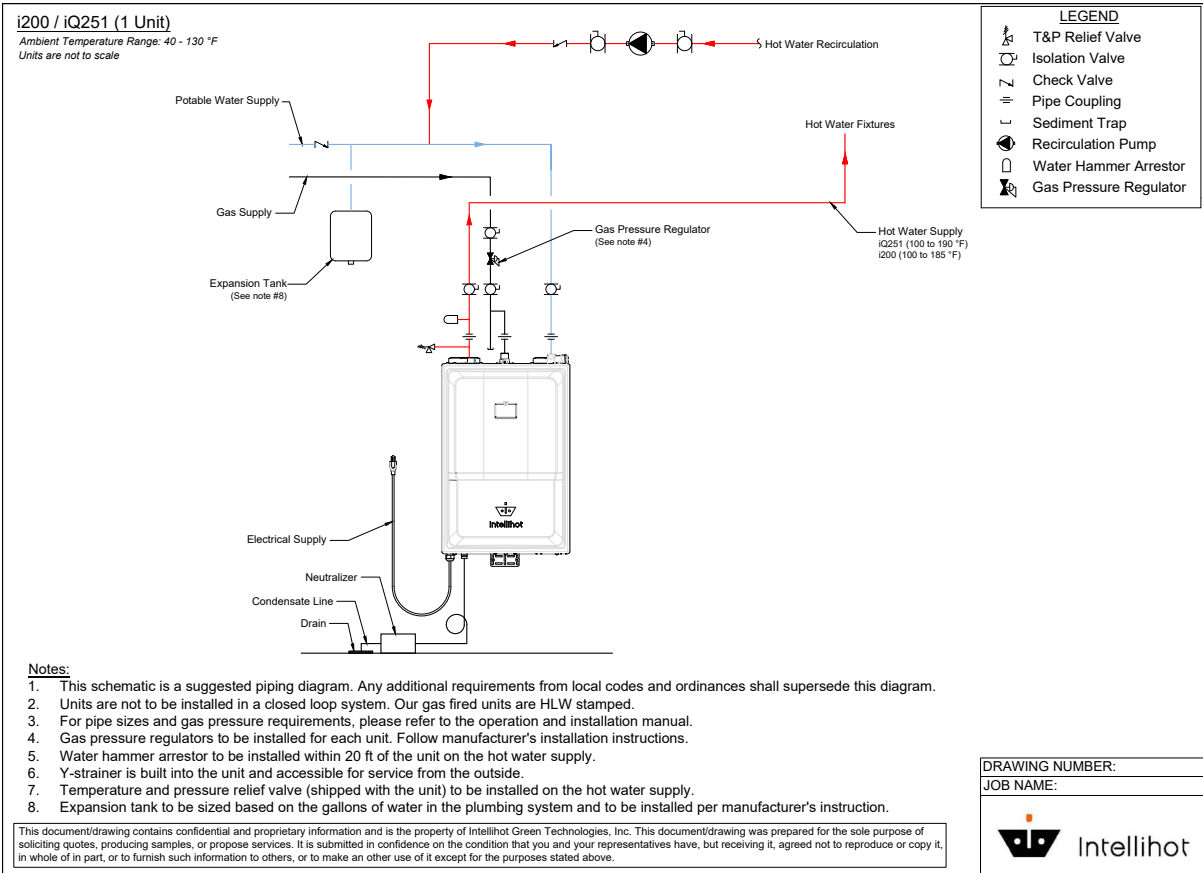 i200 / iQ251 (1 Unit)
Ambient Temperature Range: 40 - 130 °F
Units are not to scale
Hot Water Recirculation
LEGEND
T&P Relief Valve
Isolation Valve
Check Valve
Pipe Coupling
Sediment Trap
Recirculation Pump
Water Hammer Arrestor
Gas Pressure Regulator
Potable Water Supply
Hot Water Fixtures
Gas Supply
Gas Pressure Regulator
(See note #4)
Hot Water Supply
iQ251 (100 to 190 °F)
i200 (100 to 185 °F)
Expansion Tank
(See note #8)
Intellihot
Electrical Supply
Neutralizer
Condensate Line
Drain
Notes:
1. This schematic is a suggested piping diagram. Any additional requirements from local codes and ordinances shall supersede this diagram.
2. Units are not to be installed in a closed loop system. Our gas fired units are HLW stamped.
3. For pipe sizes and gas pressure requirements, please refer to the operation and installation manual.
4. Gas pressure regulators to be installed for each unit. Follow manufacturer's installation instructions.
5. Water hammer arrestor to be installed within 20 ft of the unit on the hot water supply.
6. Y-strainer is built into the unit and accessible for service from the outside.
7. Temperature and pressure relief valve (shipped with the unit) to be installed on the hot water supply.
8. Expansion tank to be sized based on the gallons of water in the plumbing system and to be installed per manufacturer's instruction.
This document/drawing contains confidential and proprietary information and is the property of Intellihot Green Technologies, Inc. This document/drawing was prepared for the sole purpose of
soliciting quotes, producing samples, or propose services. It is submitted in confidence on the condition that you and your representatives have, but receiving it, agreed not to reproduce or copy it,
in whole of in part, or to furnish such information to others, or to make an other use of it except for the purposes stated above.
DRAWING NUMBER:
JOB NAME:
Intellihot